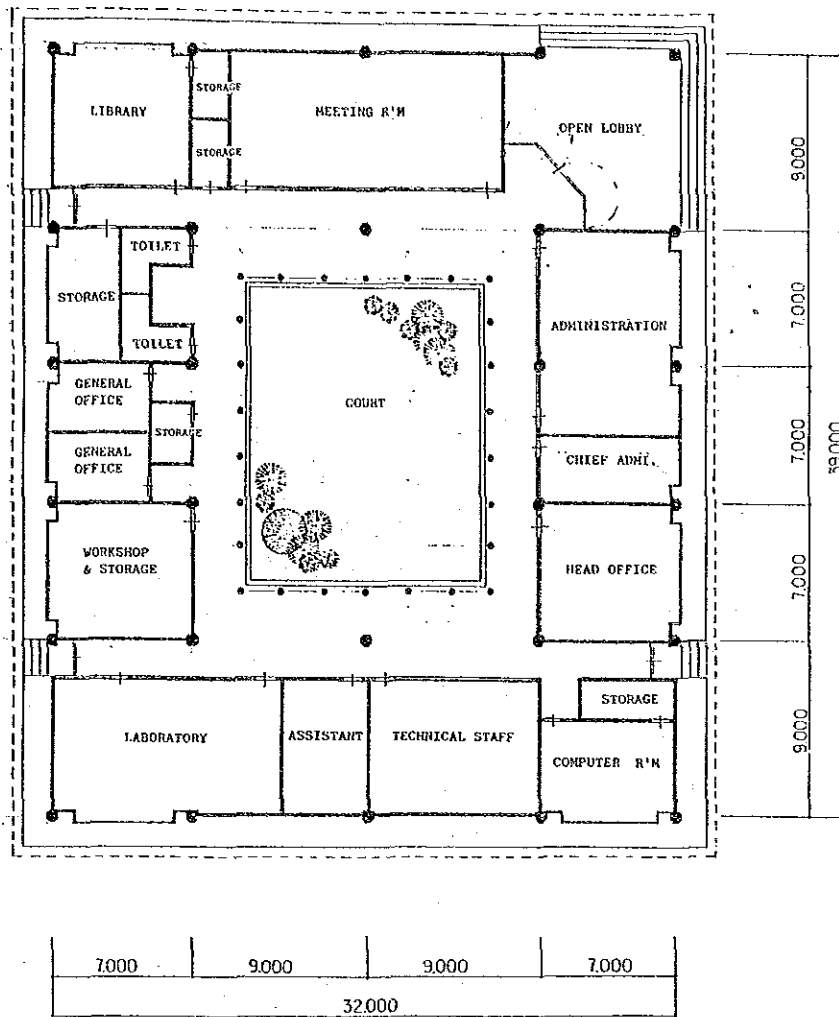 STORAGE
LIBRARY
MEETING R'M
OPEN LOBBY
STORAGE
9.000
TOILET
STORAGE
7.000
ADMINISTRATION
TOILET
GENERAL
OFFICE
COURT
STORAGE
7.000
39.000
GENERAL
OFFICE
CHIEF ADMI.
WORKSHOP
& STORAGE
HEAD OFFICE
7.000
STORAGE
LABORATORY
ASSISTANT
TECHNICAL STAFF
9.000
COMPUTER R'M
7.000
9.000
9.000
7.000
32.000